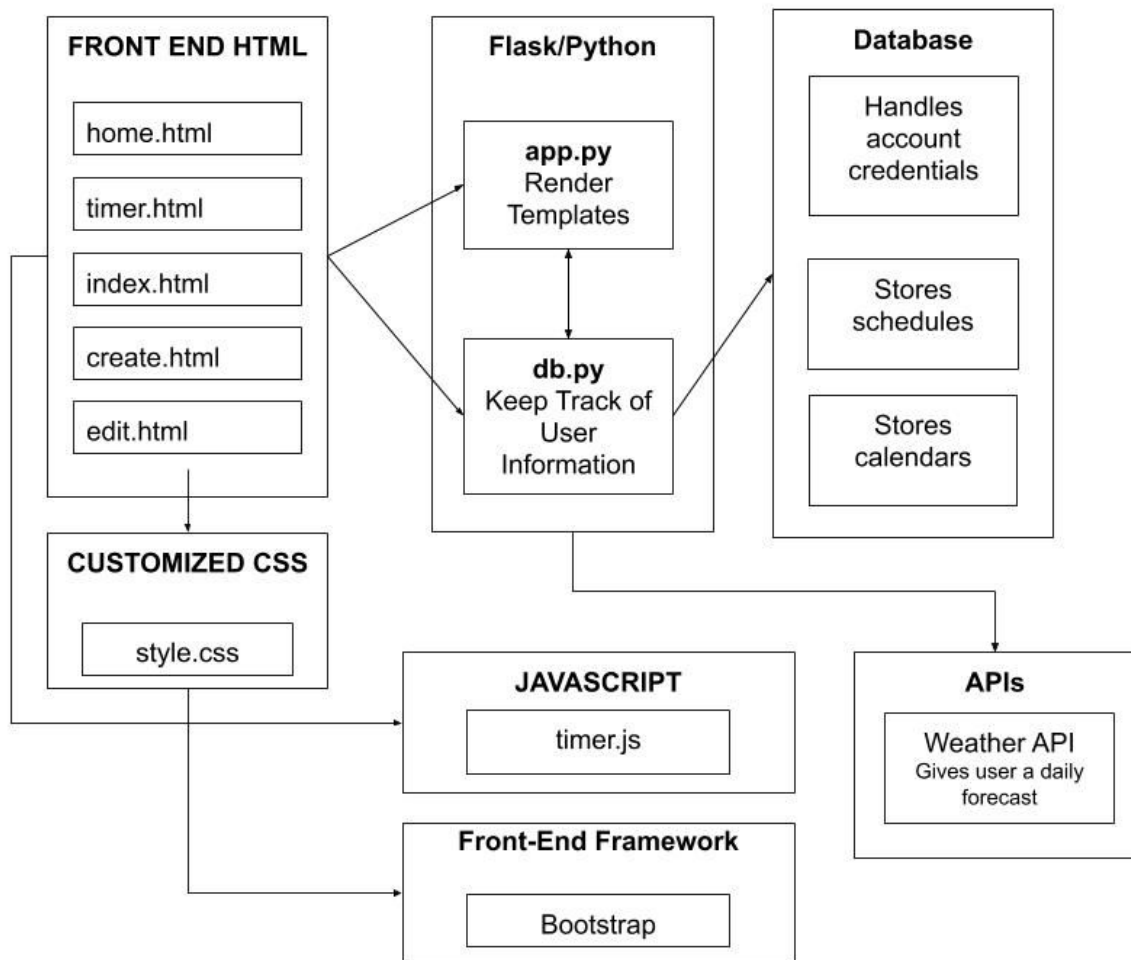 FRONT END HTML
home.html
timer.html
index.html
create.html
edit.html
CUSTOMIZED CSS
style.css
Flask/Python
app.py
Render
Templates
db.py
Keep Track of
User
Information
Database
Handles
account
credentials
Stores
schedules
Stores
calendars
JAVASCRIPT
timer.js
Front-End Framework
Bootstrap
APIs
Weather API
Gives user a daily
forecast